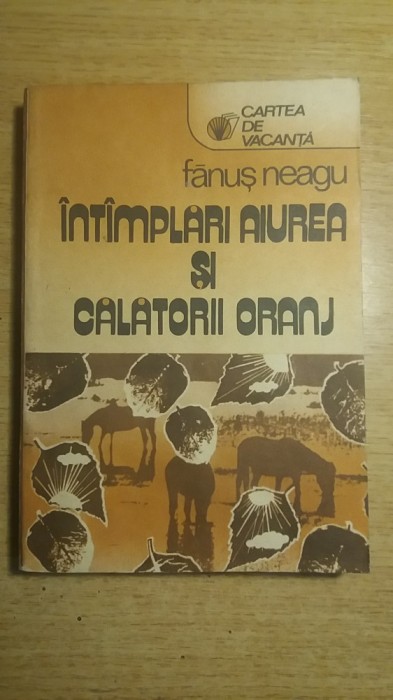 CARTEA
DE
VACANȚĂ
fănuș neagu
ÎNTÎMPLĂRI AIUREA
ȘI
CĂLĂTORII ORANJ